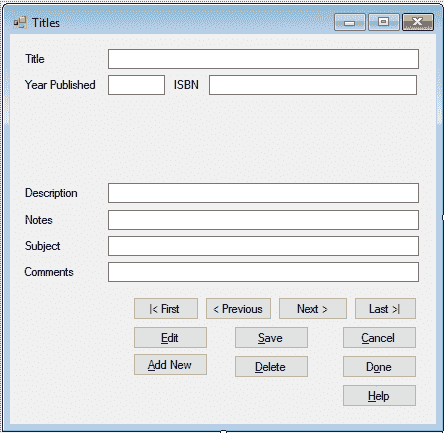 Titles
Title
Year Published ISBN
Description
Notes
Subject
Comments
|< First < Previous Next > Last >|
Edit Save Cancel
Add New Delete Done
Help